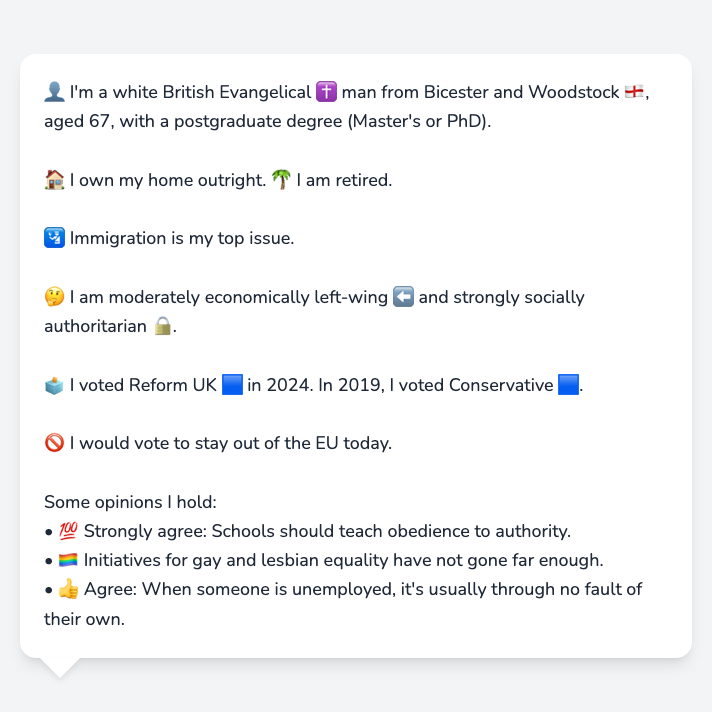 👤 I'm a white British Evangelical ✝️ man from Bicester and Woodstock 🏴󠁧󠁢󠁥󠁮󠁧󠁿,
aged 67, with a postgraduate degree (Master's or PhD).
🏠 I own my home outright. 🌴 I am retired.
🛂 Immigration is my top issue.
🤔 I am moderately economically left-wing ⬅️ and strongly socially
authoritarian 🔒.
🗳️ I voted Reform UK 🟦 in 2024. In 2019, I voted Conservative 🟦.
🚫 I would vote to stay out of the EU today.
Some opinions I hold:
• 💯 Strongly agree: Schools should teach obedience to authority.
• 🏳️‍🌈 Initiatives for gay and lesbian equality have not gone far enough.
• 👍 Agree: When someone is unemployed, it's usually through no fault of
their own.